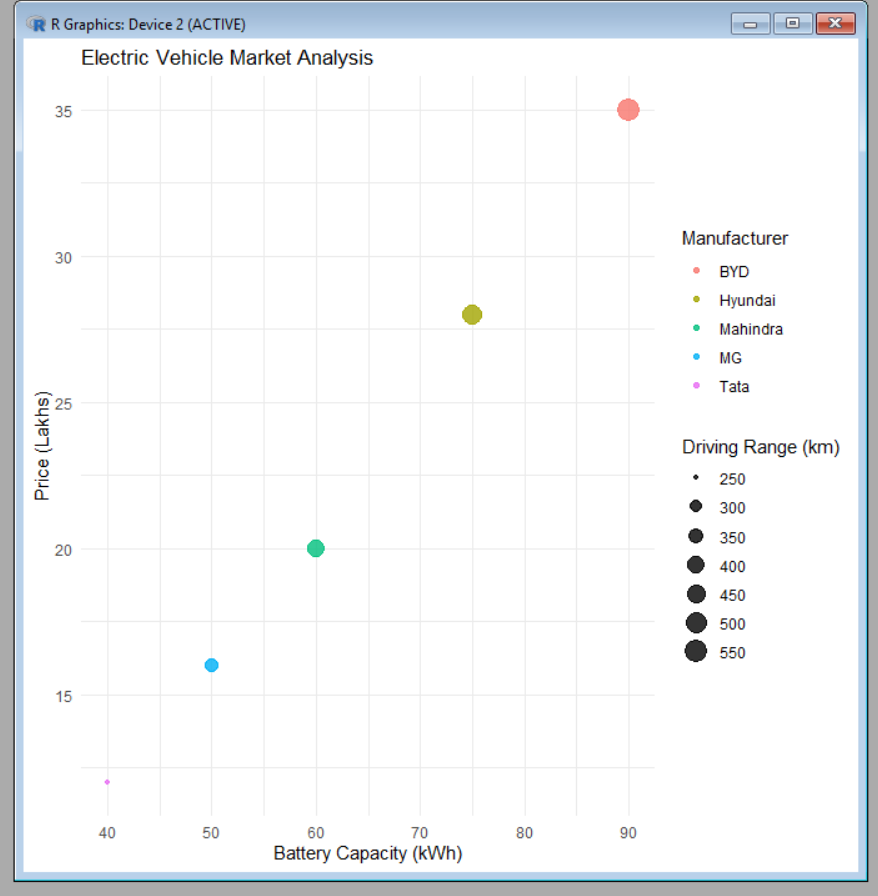 R Graphics: Device 2 (ACTIVE)
Electric Vehicle Market Analysis
35
30
25
20
15
Price (Lakhs)
40 50 60 70 80 90
Battery Capacity (kWh)
Manufacturer
BYD
Hyundai
Mahindra
MG
Tata
Driving Range (km)
250
300
350
400
450
500
550